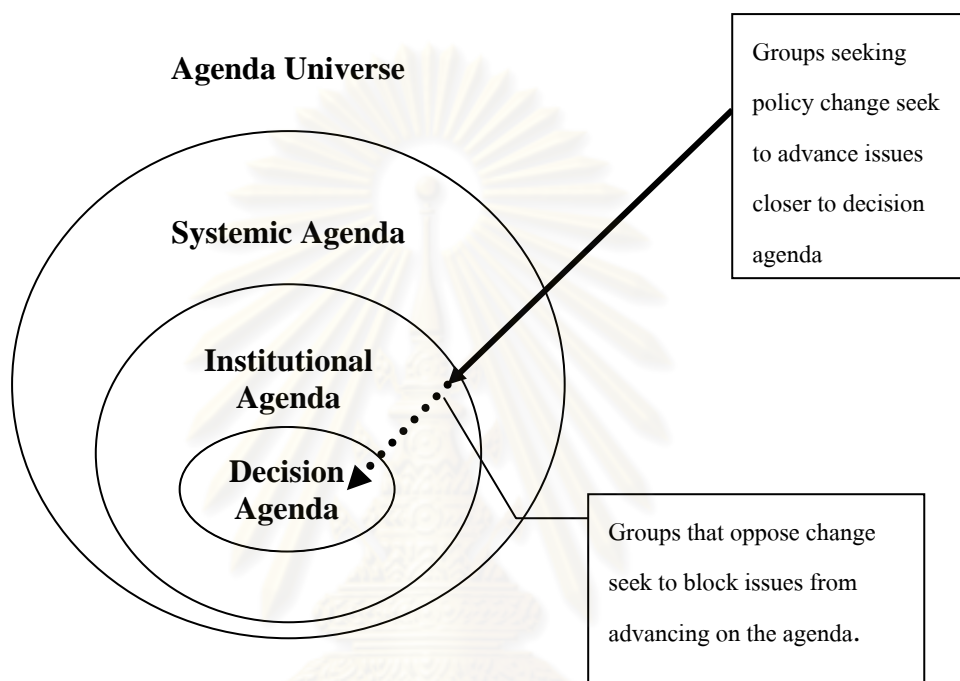 Agenda Universe
Groups seeking
policy change seek
to advance issues
closer to decision
agenda
Systemic Agenda
Institutional
Agenda
Decision
Agenda
Groups that oppose change
seek to block issues from
advancing on the agenda.